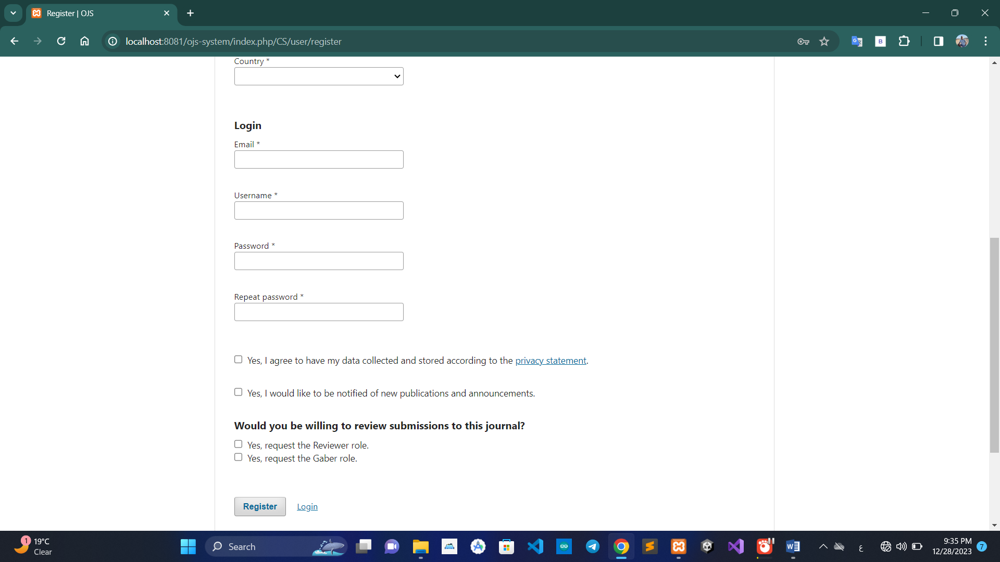 Register | OJS
localhost:8081/ojs-system/index.php/CS/user/register
B
Country *
Login
Email *
Username *
Password *
Repeat password *
Yes, I agree to have my data collected and stored according to the privacy statement.
Yes, I would like to be notified of new publications and announcements.
Would you be willing to review submissions to this journal?
Yes, request the Reviewer role.
Yes, request the Gaber role.
Register Login
1
19°C
Clear
Search
ع
9:35 PM
12/28/2023
7